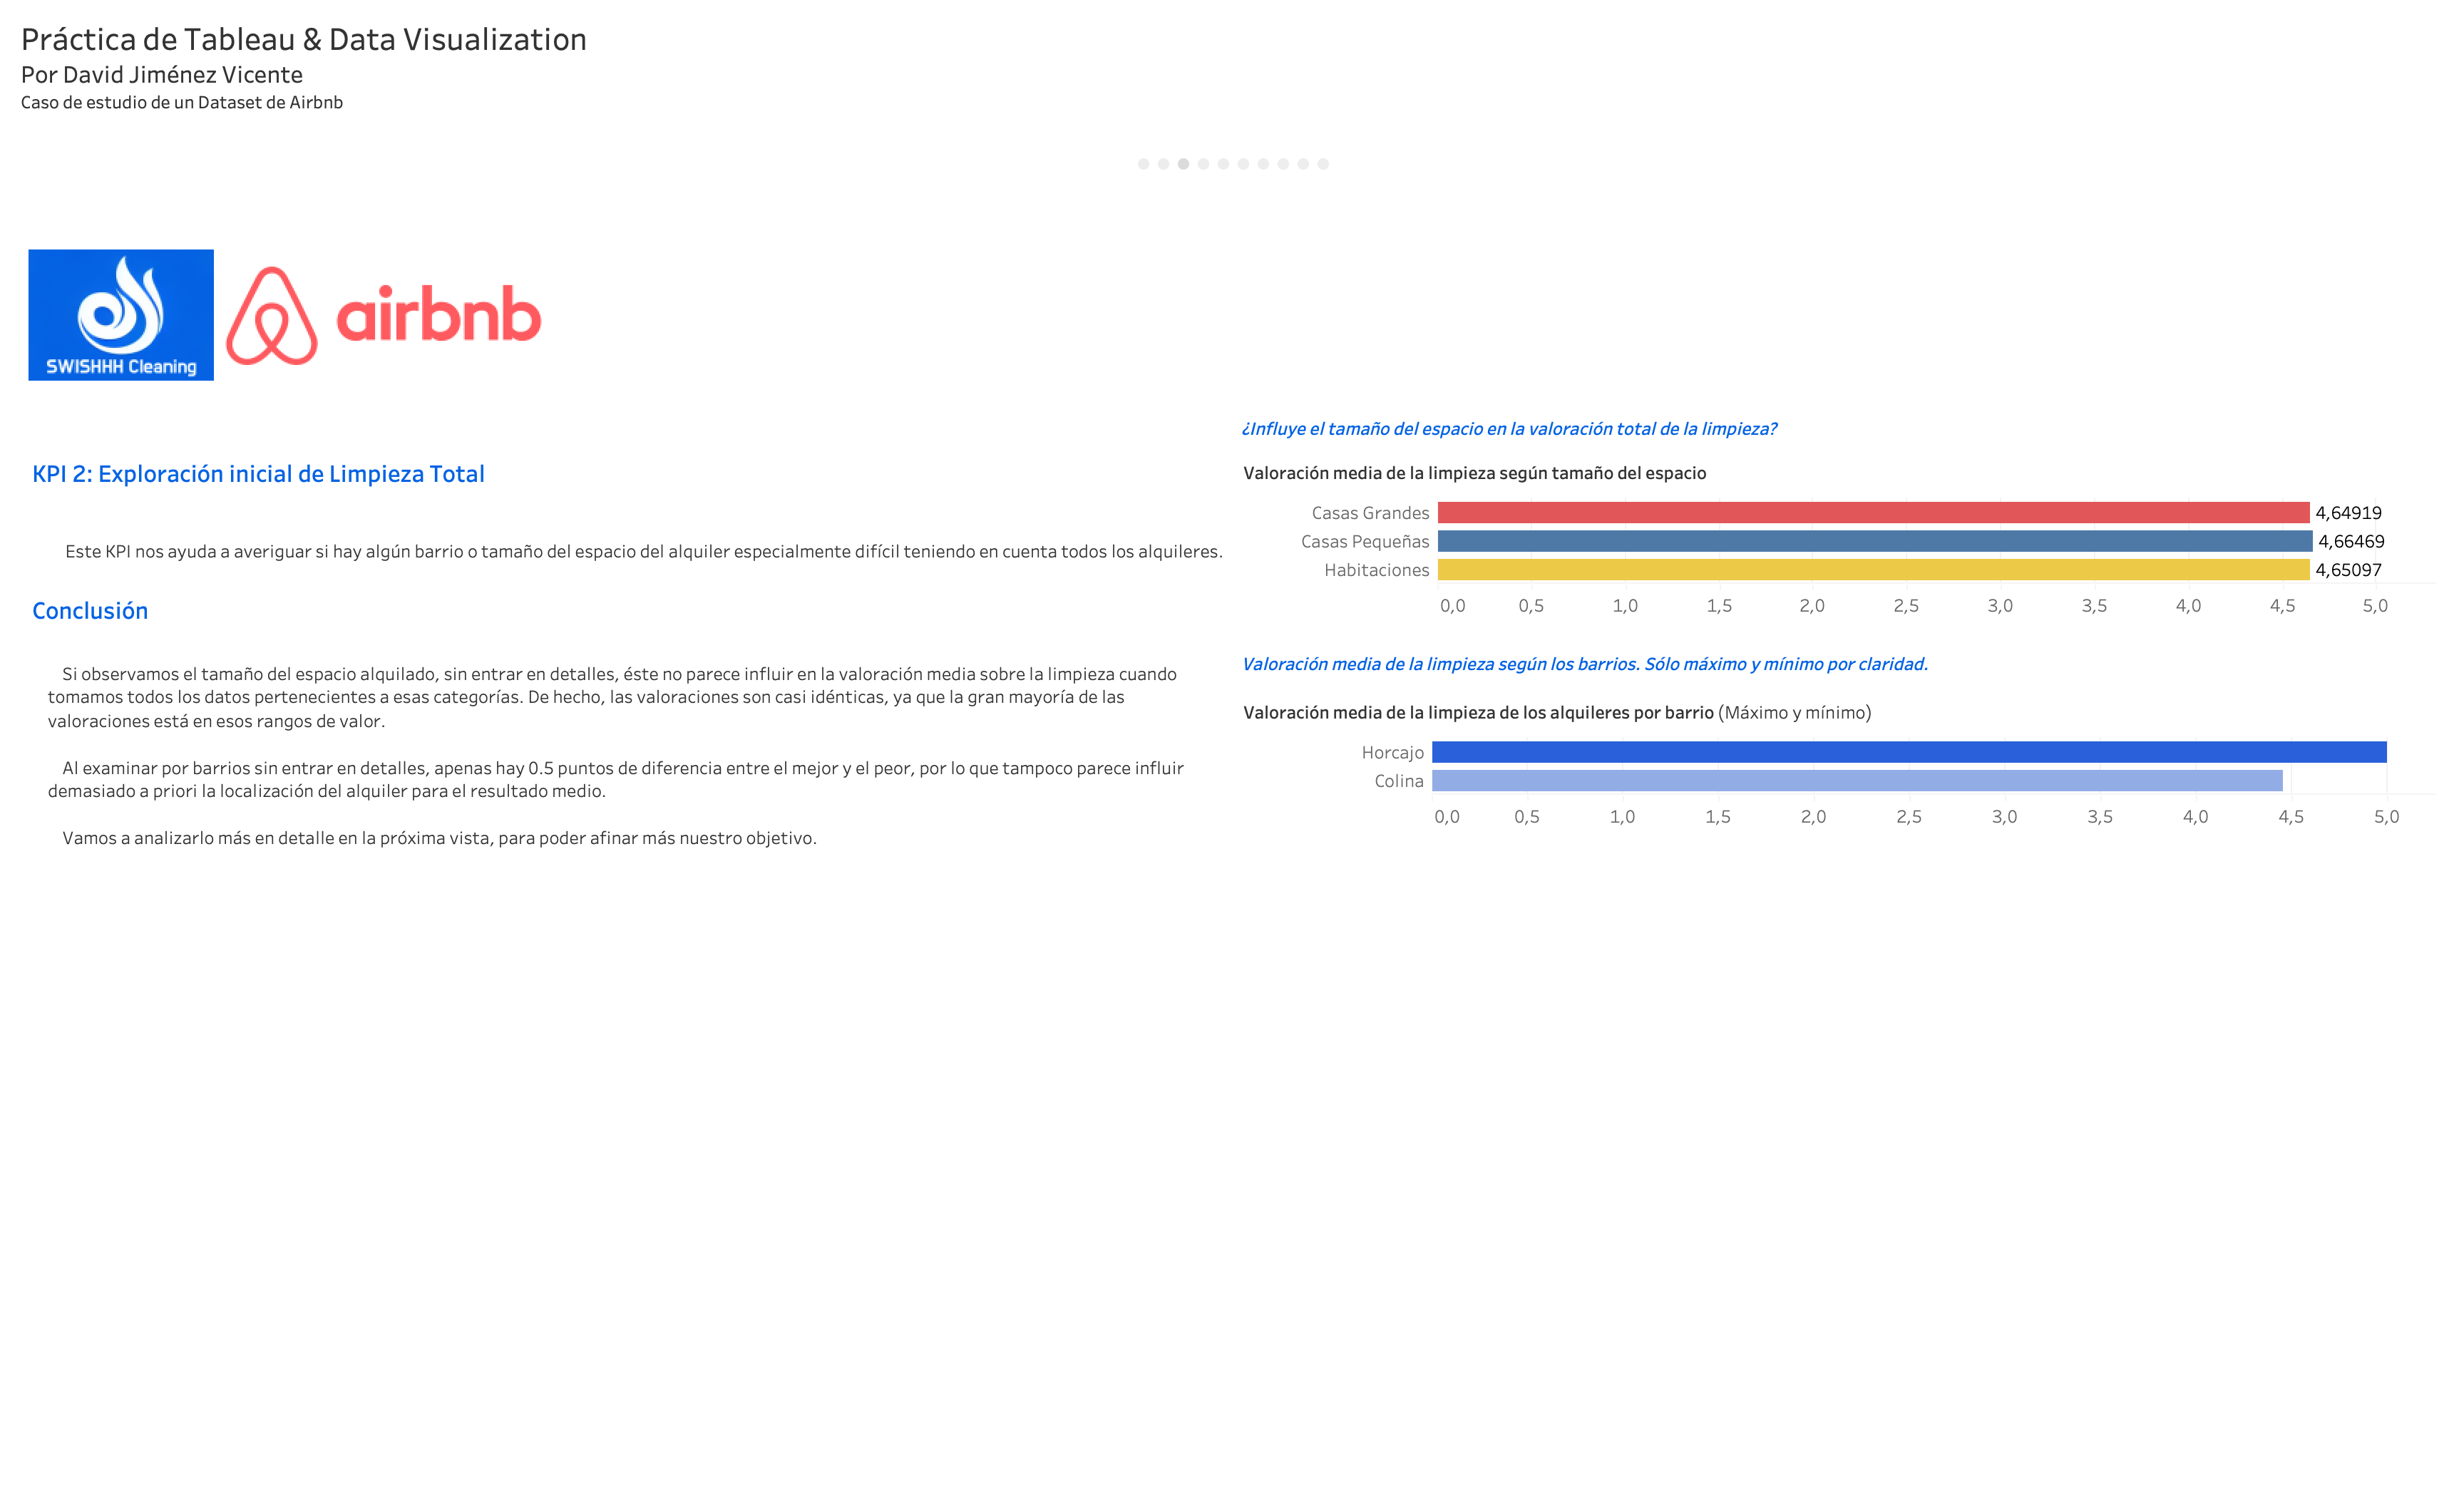 Práctica de Tableau & Data Visualization
Por David Jiménez Vicente
Caso de estudio de un Dataset de Airbnb
SWISHHH Cleaning
airbnb
KPI 2: Exploración inicial de Limpieza Total
Este KPI nos ayuda a averiguar si hay algún barrio o tamaño del espacio del alquiler especialmente difícil teniendo en cuenta todos los alquileres.
Conclusión
Si observamos el tamaño del espacio alquilado, sin entrar en detalles, éste no parece influir en la valoración media sobre la limpieza cuando
tomamos todos los datos pertenecientes a esas categorías. De hecho, las valoraciones son casi idénticas, ya que la gran mayoría de las
valoraciones está en esos rangos de valor.
Al examinar por barrios sin entrar en detalles, apenas hay 0.5 puntos de diferencia entre el mejor y el peor, por lo que tampoco parece influir
demasiado a priori la localización del alquiler para el resultado medio.
Vamos a analizarlo más en detalle en la próxima vista, para poder afinar más nuestro objetivo.
¿Influye el tamaño del espacio en la valoración total de la limpieza?
Valoración media de la limpieza según tamaño del espacio
Casas Grandes 4,64919
Casas Pequeñas 4,66469
Habitaciones 4,65097
0,0 0,5 1,0 1,5 2,0 2,5 3,0 3,5 4,0 4,5 5,0
Valoración media de la limpieza según los barrios. Sólo máximo y mínimo por claridad.
Valoración media de la limpieza de los alquileres por barrio (Máximo y mínimo)
Horcajo
Colina
0,0 0,5 1,0 1,5 2,0 2,5 3,0 3,5 4,0 4,5 5,0